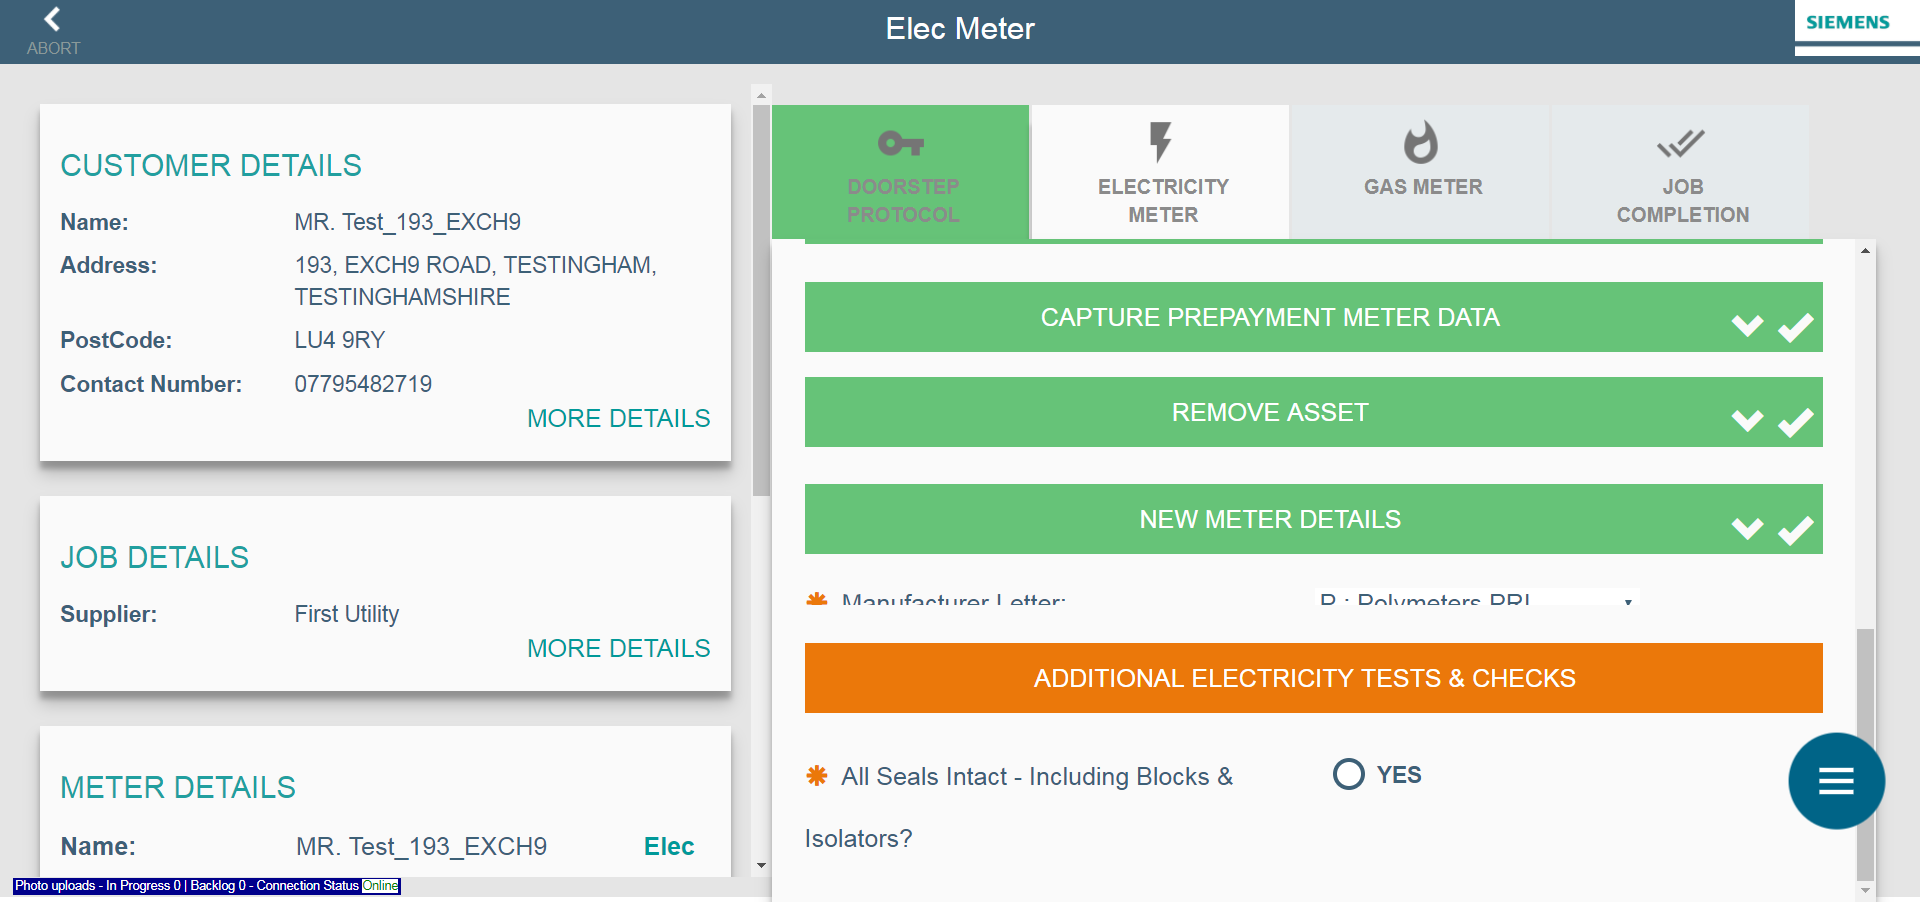 ABORT
Elec Meter
SIEMENS
CUSTOMER DETAILS
Name: MR. Test_193_EXCH9
Address: 193, EXCH9 ROAD, TESTINGHAM,
TESTINGHAMSHIRE
PostCode: LU4 9RY
Contact Number: 07795482719
MORE DETAILS
JOB DETAILS
Supplier: First Utility
MORE DETAILS
METER DETAILS
Name: MR. Test_193_EXCH9 Elec
Photo uploads - In Progress 0 | Backlog 0 - Connection Status Online
DOORSTEP
PROTOCOL
ELECTRICITY
METER
GAS METER
JOB
COMPLETION
CAPTURE PREPAYMENT METER DATA
REMOVE ASSET
NEW METER DETAILS
Manufacturer Letter: : Polymeters PRI
ADDITIONAL ELECTRICITY TESTS & CHECKS
All Seals Intact - Including Blocks & YES
Isolators?